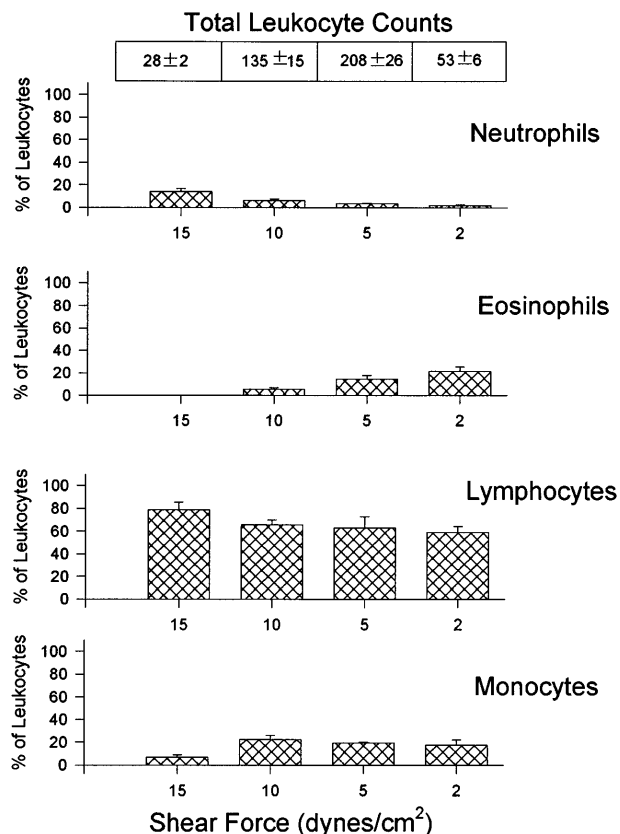 Total Leukocyte Counts
28±2 135±15 208±26 53±6
Neutrophils
% of Leukocytes
100
80
60
40
20
0
15 10 5 2
Eosinophils
% of Leukocytes
100
80
60
40
20
0
15 10 5 2
Lymphocytes
% of Leukocytes
100
80
60
40
20
0
15 10 5 2
Monocytes
% of Leukocytes
100
80
60
40
20
0
15 10 5 2
Shear Force (dynes/cm²)